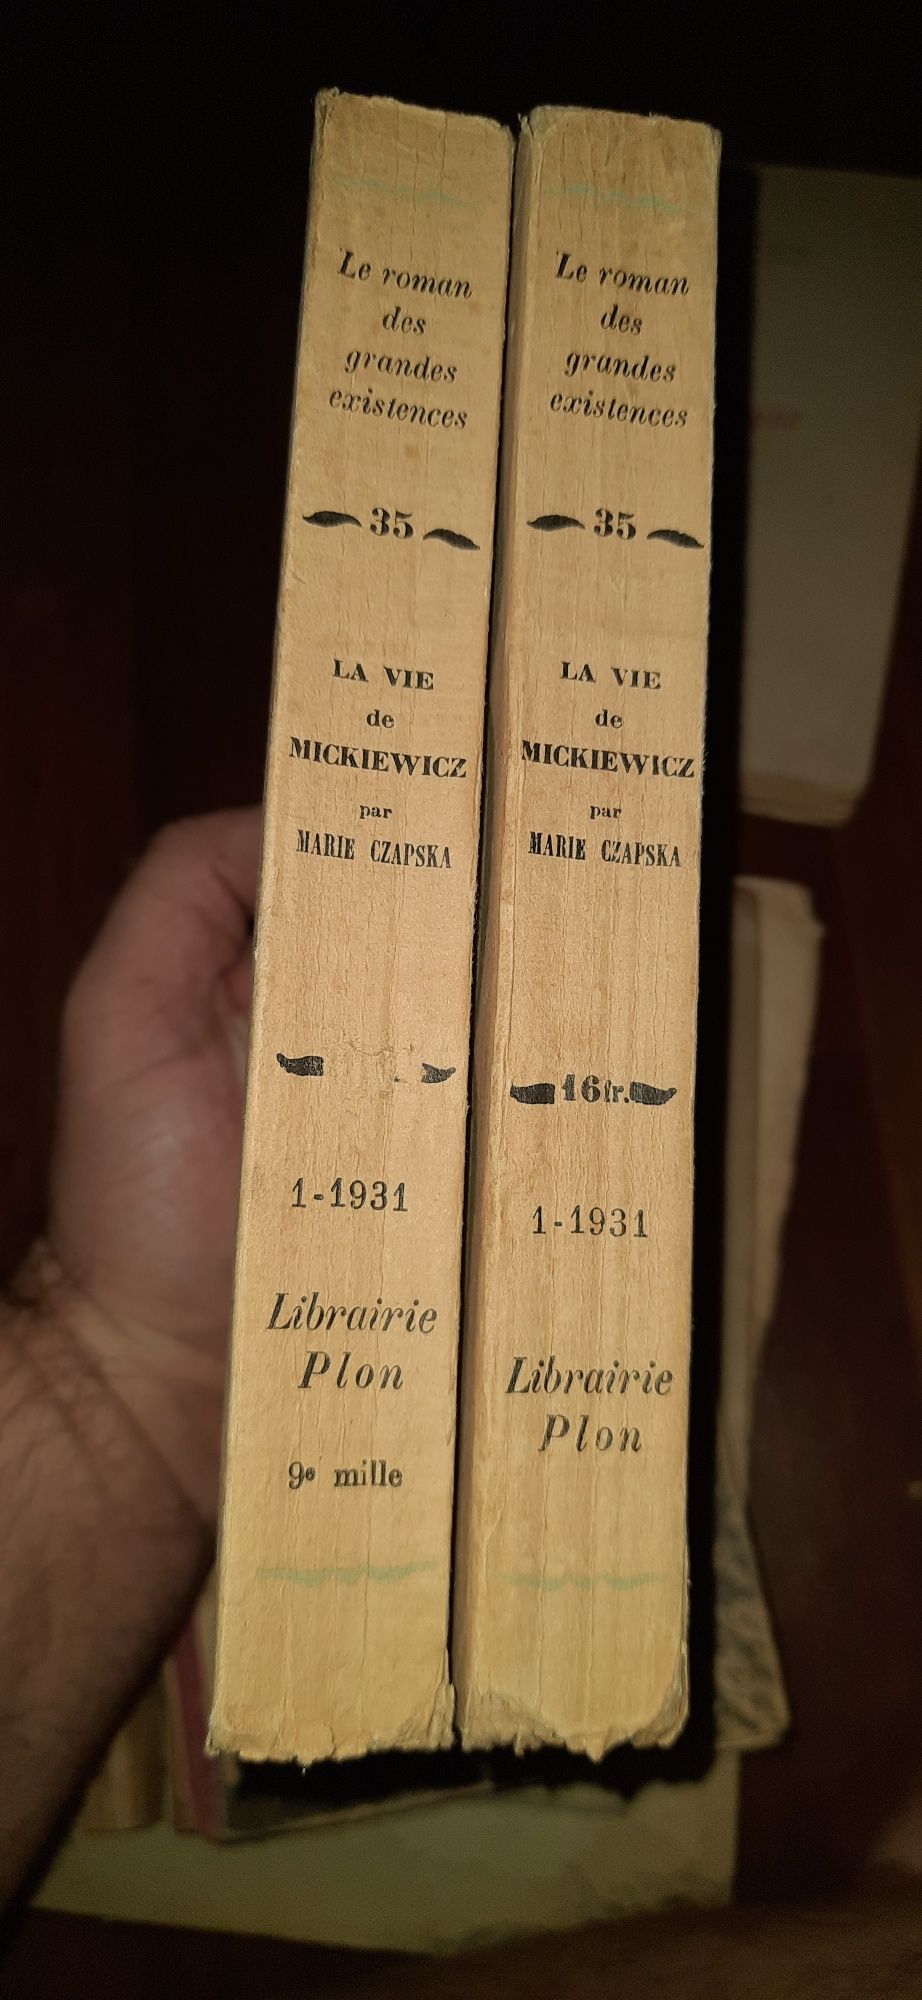 Le roman
des
grandes
existences
35
LA VIE
de
MICKIEWICZ
par
MARIE CZAPSKA
1-1931
Librairie
Plon
9e mille
Le roman
des
grandes
existences
35
LA VIE
de
MICKIEWICZ
par
MARIE CZAPSKA
16fr.
1-1931
Librairie
Plon